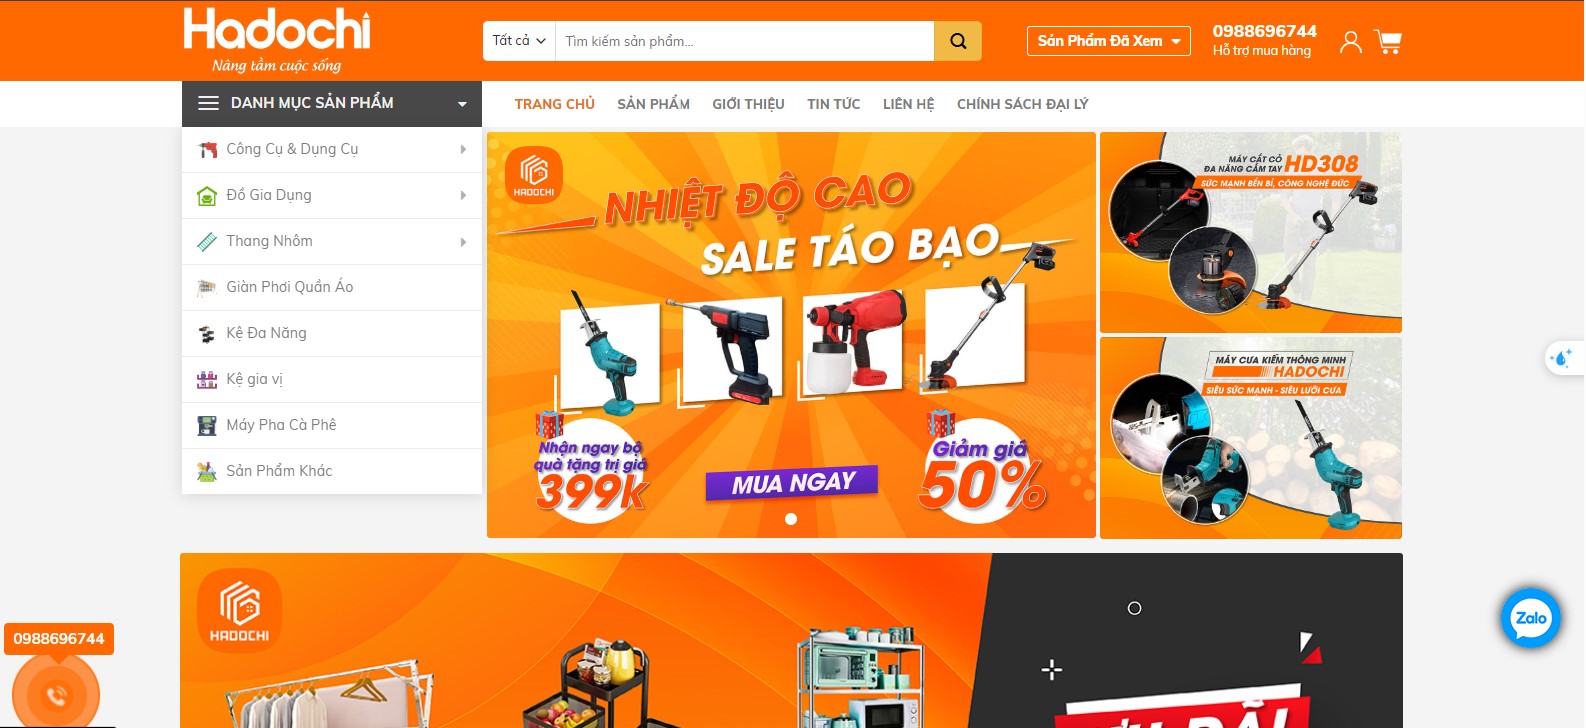 Hadochi
Nâng tầm cuộc sống
Tất cả
Tìm kiếm sản phẩm...
Sản Phẩm Đã Xem
0988696744
Hỗ trợ mua hàng
DANH MỤC SẢN PHẨM
TRANG CHỦ
SẢN PHẨM
GIỚI THIỆU
TIN TỨC
LIÊN HỆ
CHÍNH SÁCH ĐẠI LÝ
Công Cụ & Dụng Cụ
Đồ Gia Dụng
Thang Nhôm
Giàn Phơi Quần Áo
Kệ Đa Năng
Kệ gia vị
Máy Pha Cà Phê
Sản Phẩm Khác
HADOCHI
NHIỆT ĐỘ CAO
SALE TÁO BẠO
Nhận ngay bộ
quà tặng trị giá
399k
MUA NGAY
Giảm giá
50%
MÁY CẮT CỎ
ĐA NĂNG CẦM TAY
HD308
SỨC MẠNH BỀN BỈ, CÔNG NGHỆ ĐỨC
MÁY CƯA KIẾM THÔNG MINH
HADOCHI
SIÊU SỨC MẠNH - SIÊU LƯỠI CƯA
HADOCHI
0988696744
Zalo